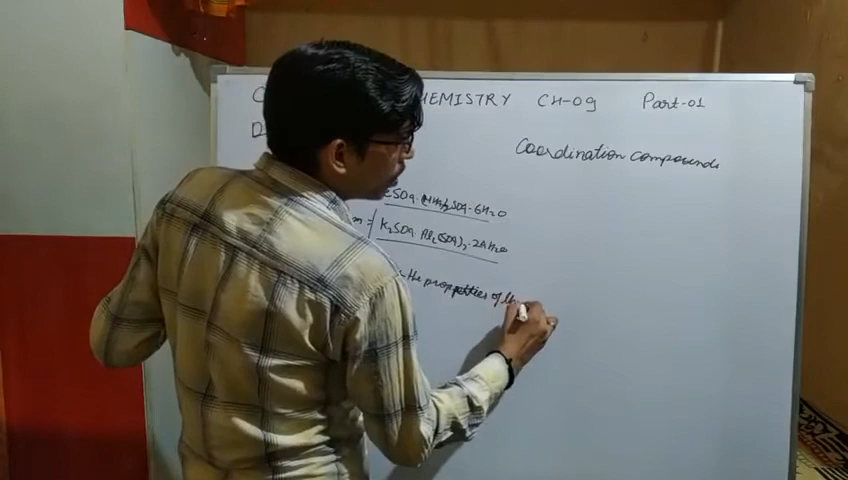 HEMISTRY CH-09 Part-01
D
Coordination compounds
SO4·(NH4)2SO4·6H2O
K2SO4·Al2(SO4)3·24H2O
the properties of